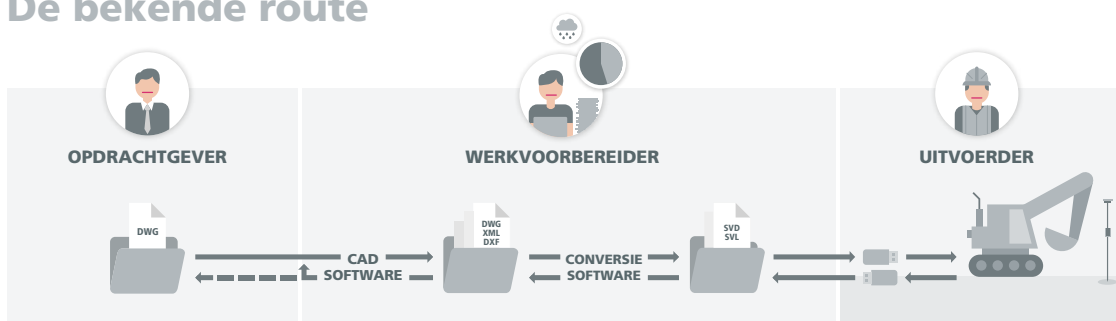 De bekende route
OPDRACHTGEVER
WERKVOORBEREIDER
UITVOERDER
DWG
CAD
SOFTWARE
DWG
XML
DXF
CONVERSIE
SOFTWARE
SVD
SVL